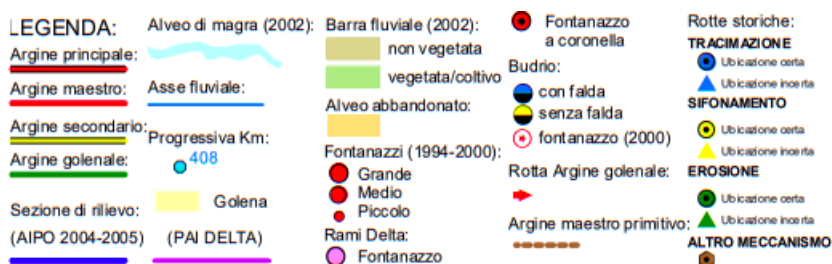 LEGENDA:
Argine principale:
Argine maestro:
Argine secondario:
Argine golenale:
Sezione di rilievo:
(AIPO 2004-2005)
Alveo di magra (2002):
Asse fluviale:
Progressiva Km:
408
Golena
(PAI DELTA)
Barra fluviale (2002):
non vegetata
vegetata/coltivo
Alveo abbandonato:
Fontanazzi (1994-2000):
Grande
Medio
Piccolo
Rami Delta:
Fontanazzo
Fontanazzo
a coronella
Budrio:
con falda
senza falda
fontanazzo (2000)
Rotta Argine golenale:
Argine maestro primitivo:
Rotte storiche:
TRACIMAZIONE
Ubicazione certa
Ubicazione incerta
SIFONAMENTO
Ubicazione certa
Ubicazione incerta
EROSIONE
Ubicazione certa
Ubicazione incerta
ALTRO MECCANISMO